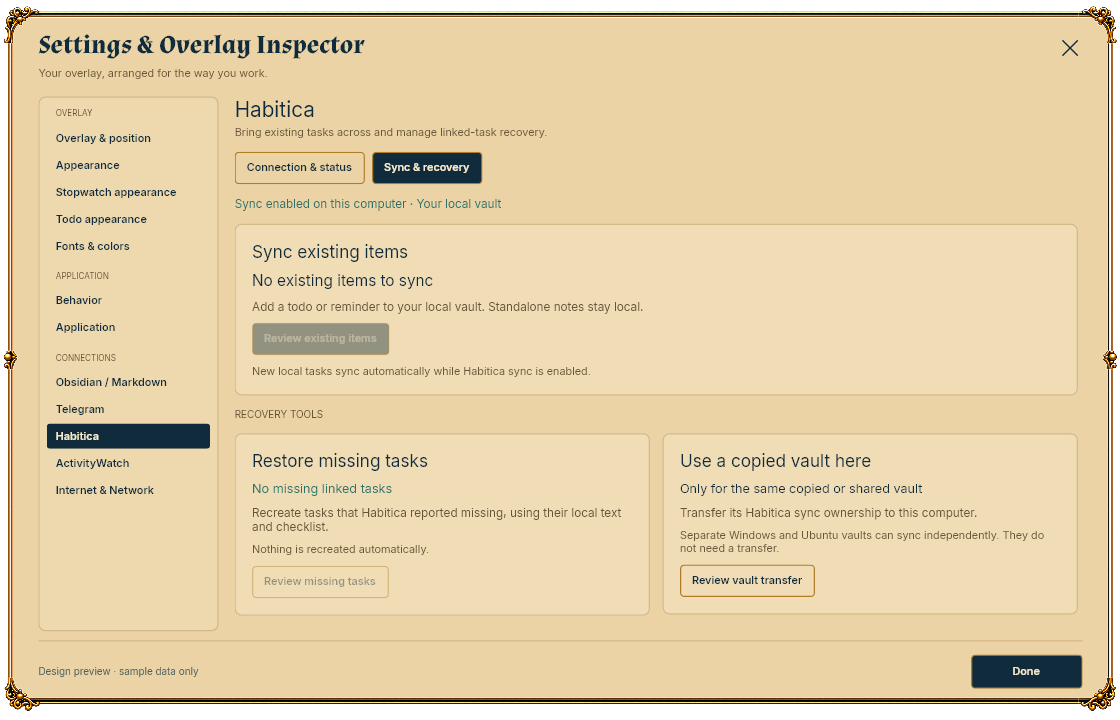 Settings & Overlay Inspector
Your overlay, arranged for the way you work.
OVERLAY
Overlay & position
Appearance
Stopwatch appearance
Todo appearance
Fonts & colors
APPLICATION
Behavior
Application
CONNECTIONS
Obsidian / Markdown
Telegram
Habitica
ActivityWatch
Internet & Network
Habitica
Bring existing tasks across and manage linked-task recovery.
Connection & status
Sync & recovery
Sync enabled on this computer · Your local vault
Sync existing items
No existing items to sync
Add a todo or reminder to your local vault. Standalone notes stay local.
Review existing items
New local tasks sync automatically while Habitica sync is enabled.
RECOVERY TOOLS
Restore missing tasks
No missing linked tasks
Recreate tasks that Habitica reported missing, using their local text
and checklist.
Nothing is recreated automatically.
Review missing tasks
Use a copied vault here
Only for the same copied or shared vault
Transfer its Habitica sync ownership to this computer.
Separate Windows and Ubuntu vaults can sync independently. They do
not need a transfer.
Review vault transfer
Design preview · sample data only
Done